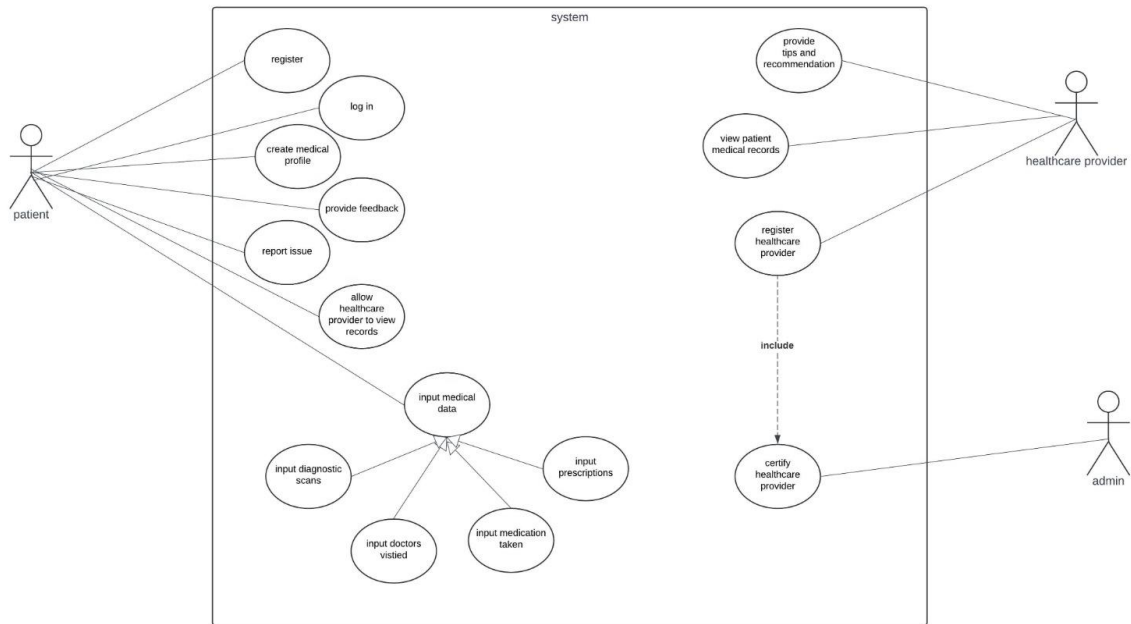 system
register
provide
tips and
recommendation
log in
create medical
profile
view patient
medical records
healthcare provider
patient
provide feedback
report issue
register
healthcare
provider
allow
healthcare
provider to view
records
include
input medical
data
input diagnostic
scans
input
prescriptions
certify
healthcare
provider
admin
input doctors
vistied
input medication
taken